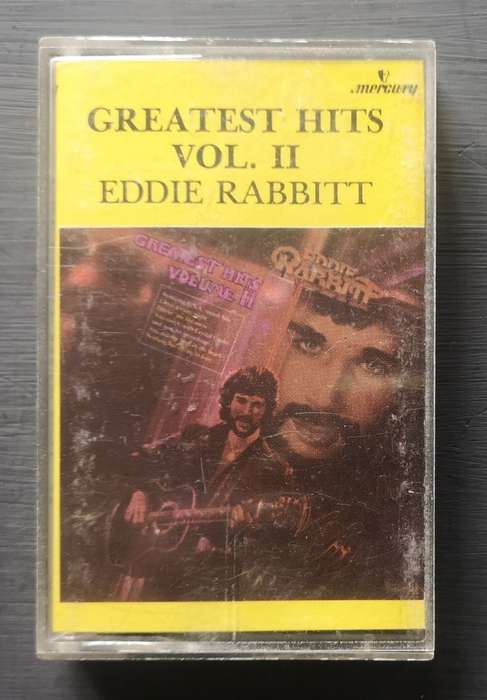 mercury
GREATEST HITS
VOL. II
EDDIE RABBITT
GREATEST HITS
VOLUME II
EDDIE
RABBITT